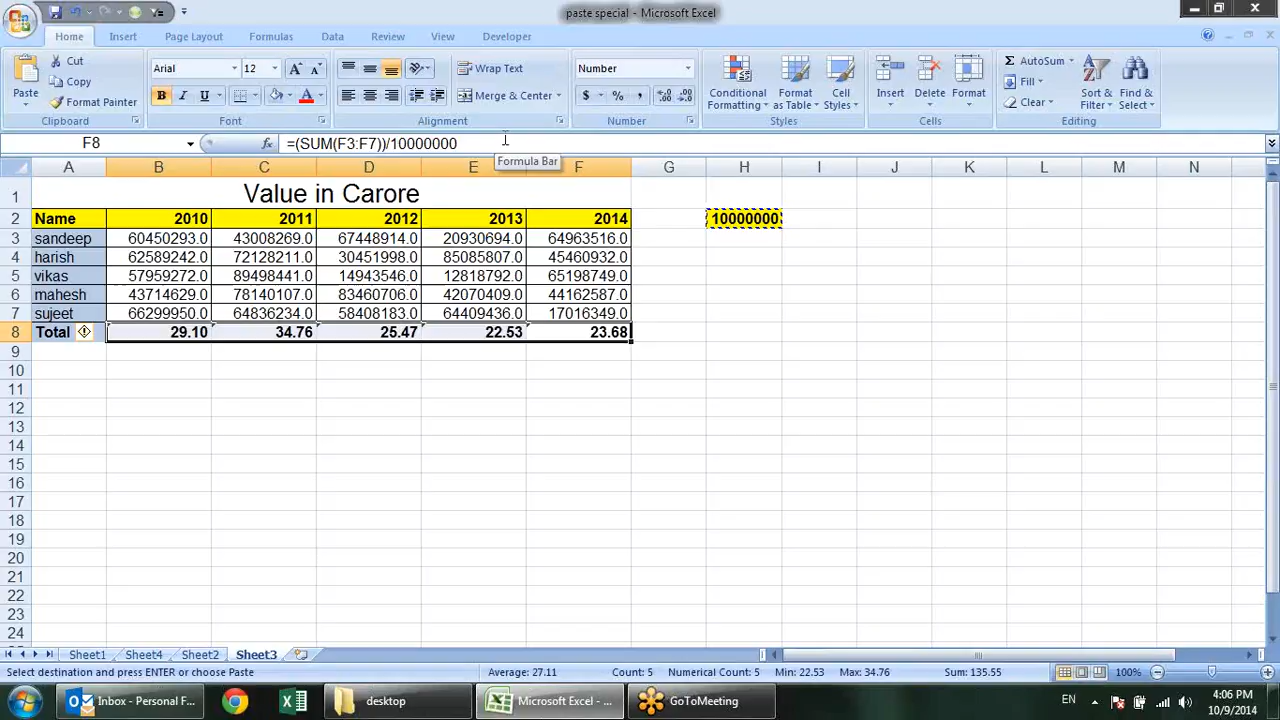 paste special - Microsoft Excel
Home Insert Page Layout Formulas Data Review View Developer
Paste
Cut
Copy
Format Painter
Clipboard
Arial 12
B I U A A A
Font
Wrap Text
Merge & Center
Alignment
Number
$ % ,
Number
Conditional Formatting
Format as Table
Cell Styles
Styles
Insert Delete Format
Cells
Σ AutoSum
Fill
Clear
Sort & Filter
Find & Select
Editing
F8 fx =(SUM(F3:F7))/10000000
Formula Bar
A B C D E F G H I J K L M N
1 Value in Carore
2 Name 2010 2011 2012 2013 2014 10000000
3 sandeep 60450293.0 43008269.0 67448914.0 20930694.0 64963516.0
4 harish 62589242.0 72128211.0 30451998.0 85085807.0 45460932.0
5 vikas 57959272.0 89498441.0 14943546.0 12818792.0 65198749.0
6 mahesh 43714629.0 78140107.0 83460706.0 42070409.0 44162587.0
7 sujeet 66299950.0 64836234.0 58408183.0 64409436.0 17016349.0
8 Total 29.10 34.76 25.47 22.53 23.68
9
10
11
12
13
14
15
16
17
18
19
20
21
22
23
24
Sheet1 Sheet4 Sheet2 Sheet3
Select destination and press ENTER or choose Paste Average: 27.11 Count: 5 Numerical Count: 5 Min: 22.53 Max: 34.76 Sum: 135.55 100%
Inbox - Personal F... desktop Microsoft Excel - ... GoToMeeting EN 4:06 PM
10/9/2014